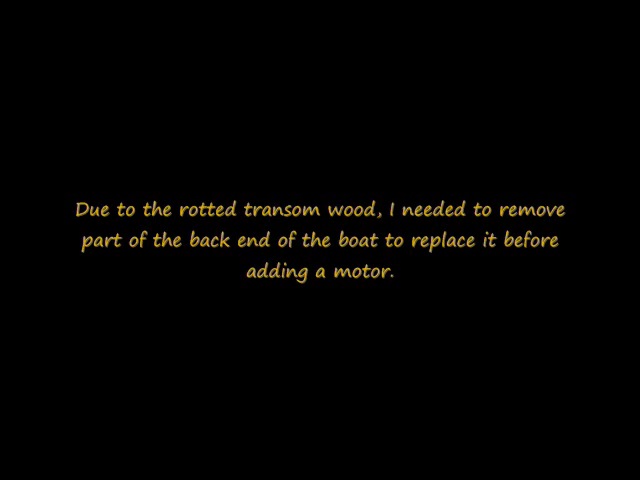 Due to the rotted transom wood, I needed to remove
part of the back end of the boat to replace it before
adding a motor.